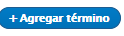 + Agregar término